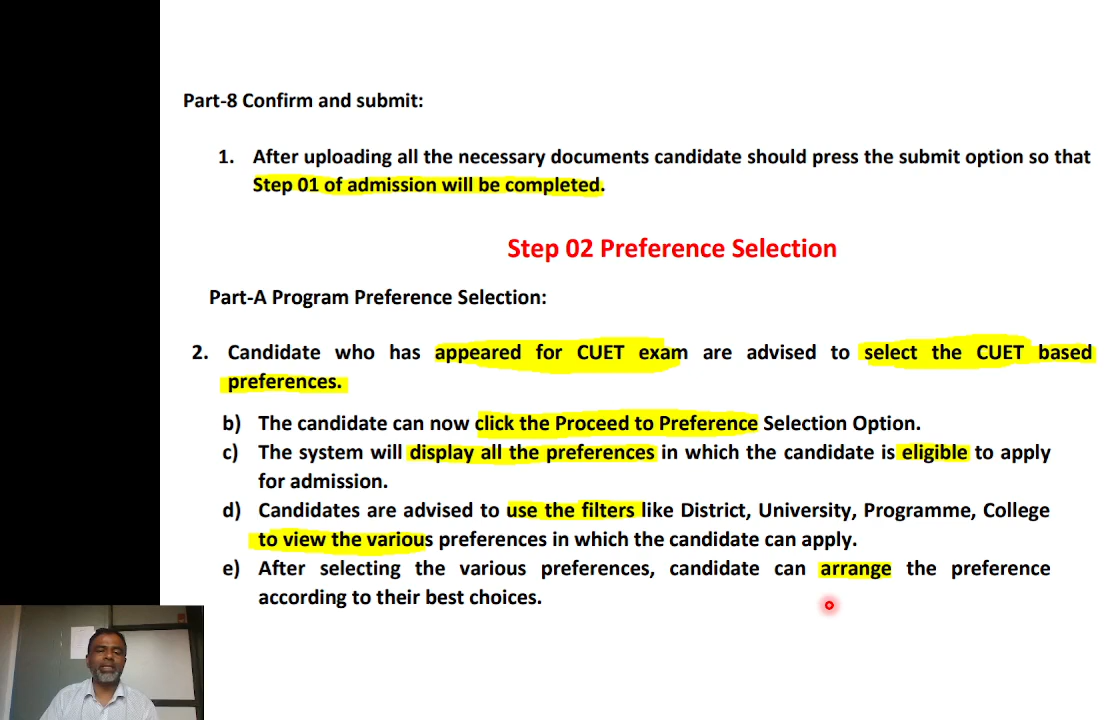 Part-8 Confirm and submit:
1. After uploading all the necessary documents candidate should press the submit option so that
Step 01 of admission will be completed.
Step 02 Preference Selection
Part-A Program Preference Selection:
2. Candidate who has appeared for CUET exam are advised to select the CUET based
preferences.
b) The candidate can now click the Proceed to Preference Selection Option.
c) The system will display all the preferences in which the candidate is eligible to apply
for admission.
d) Candidates are advised to use the filters like District, University, Programme, College
to view the various preferences in which the candidate can apply.
e) After selecting the various preferences, candidate can arrange the preference
according to their best choices.